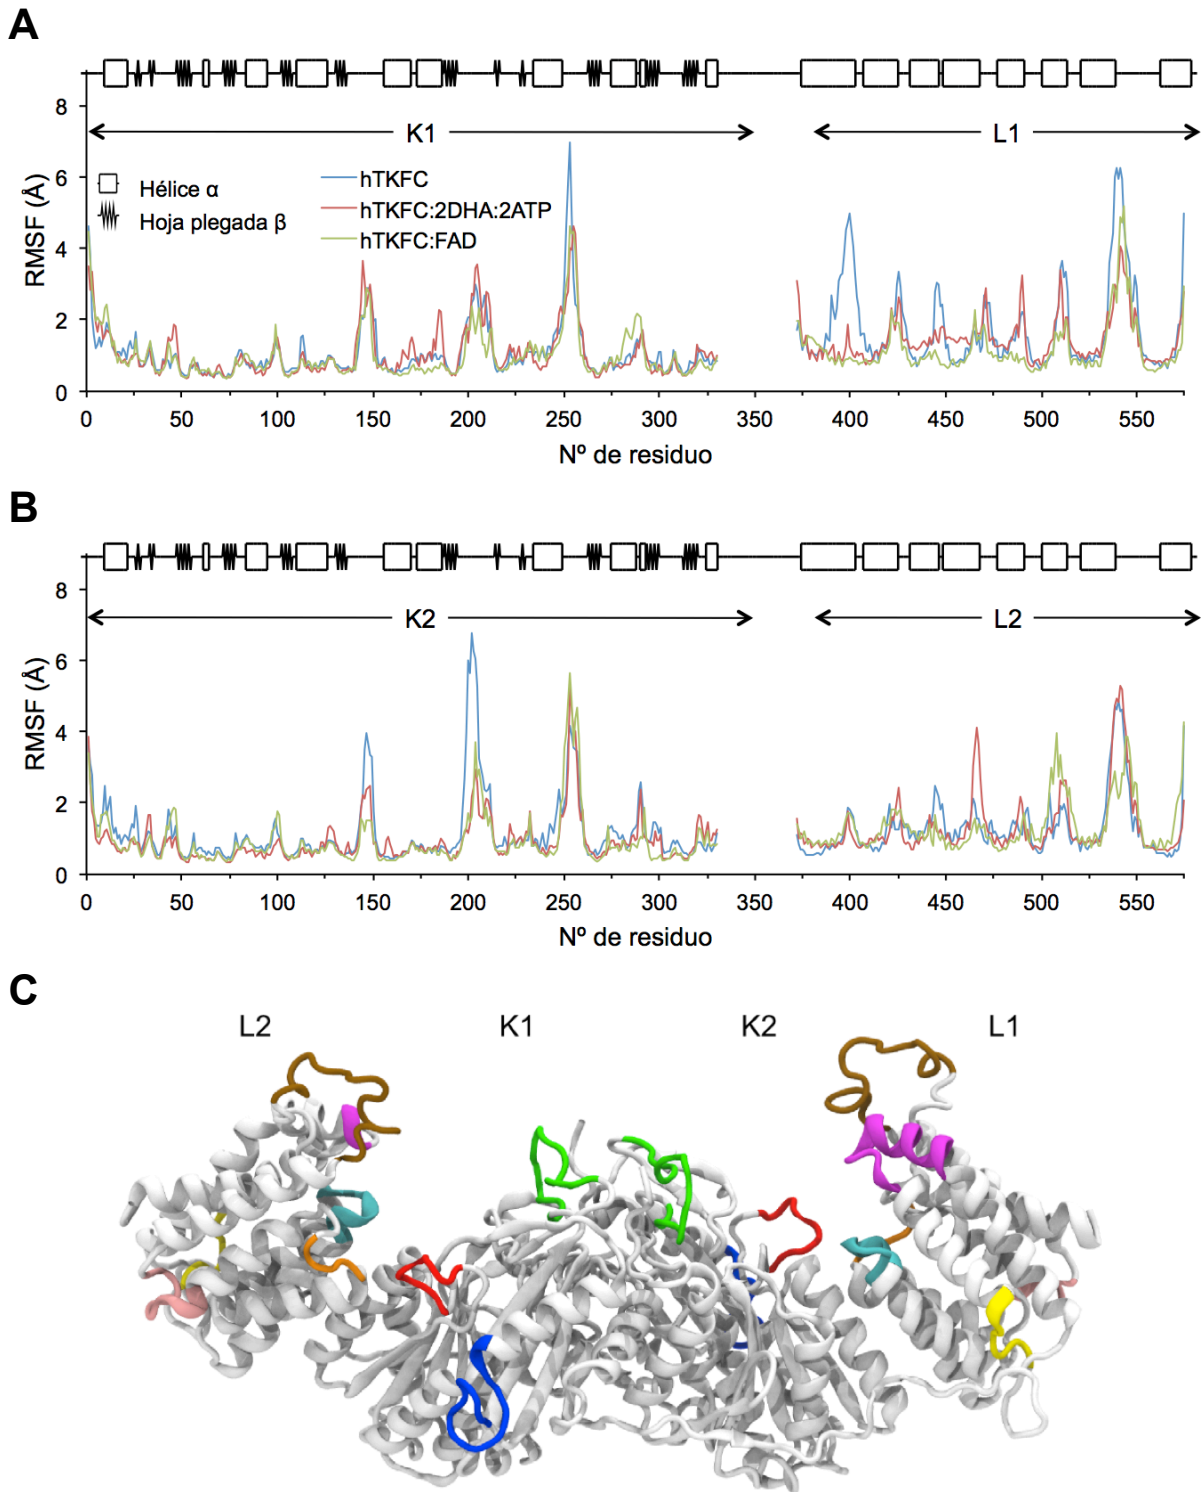 A
K1
L1
Hélice α
Hoja plegada β
hTKFC
hTKFC:2DHA:2ATP
hTKFC:FAD
RMSF (Å)
8
6
4
2
0
0 50 100 150 200 250 300 350 400 450 500 550
Nº de residuo
B
K2
L2
RMSF (Å)
8
6
4
2
0
0 50 100 150 200 250 300 350 400 450 500 550
Nº de residuo
C
L2 K1 K2 L1